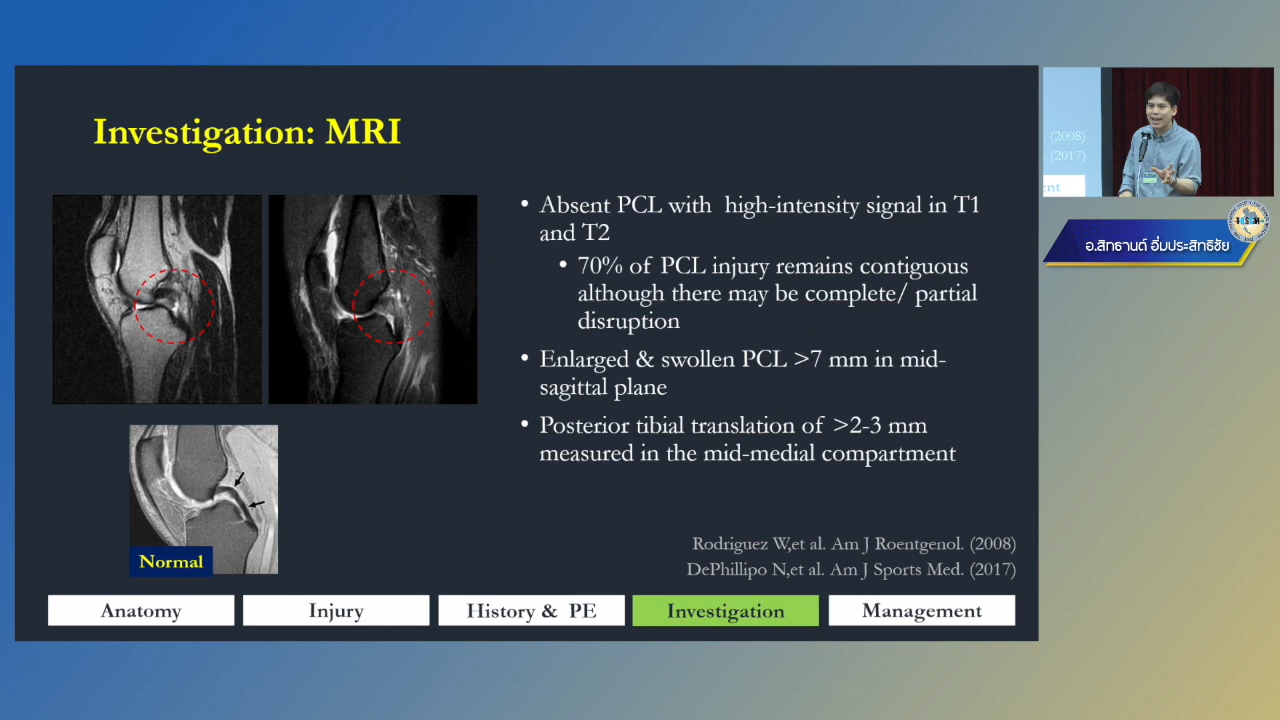 Investigation: MRI
• Absent PCL with high-intensity signal in T1
and T2
• 70% of PCL injury remains contiguous
although there may be complete/ partial
disruption
• Enlarged & swollen PCL >7 mm in mid-
sagittal plane
• Posterior tibial translation of >2-3 mm
measured in the mid-medial compartment
Normal
Rodriguez W,et al. Am J Roentgenol. (2008)
DePhillipo N,et al. Am J Sports Med. (2017)
Anatomy
Injury
History & PE
Investigation
Management
. (2008)
. (2017)
ent
อ.สิทธานต์ อิ่มประสิทธิชัย